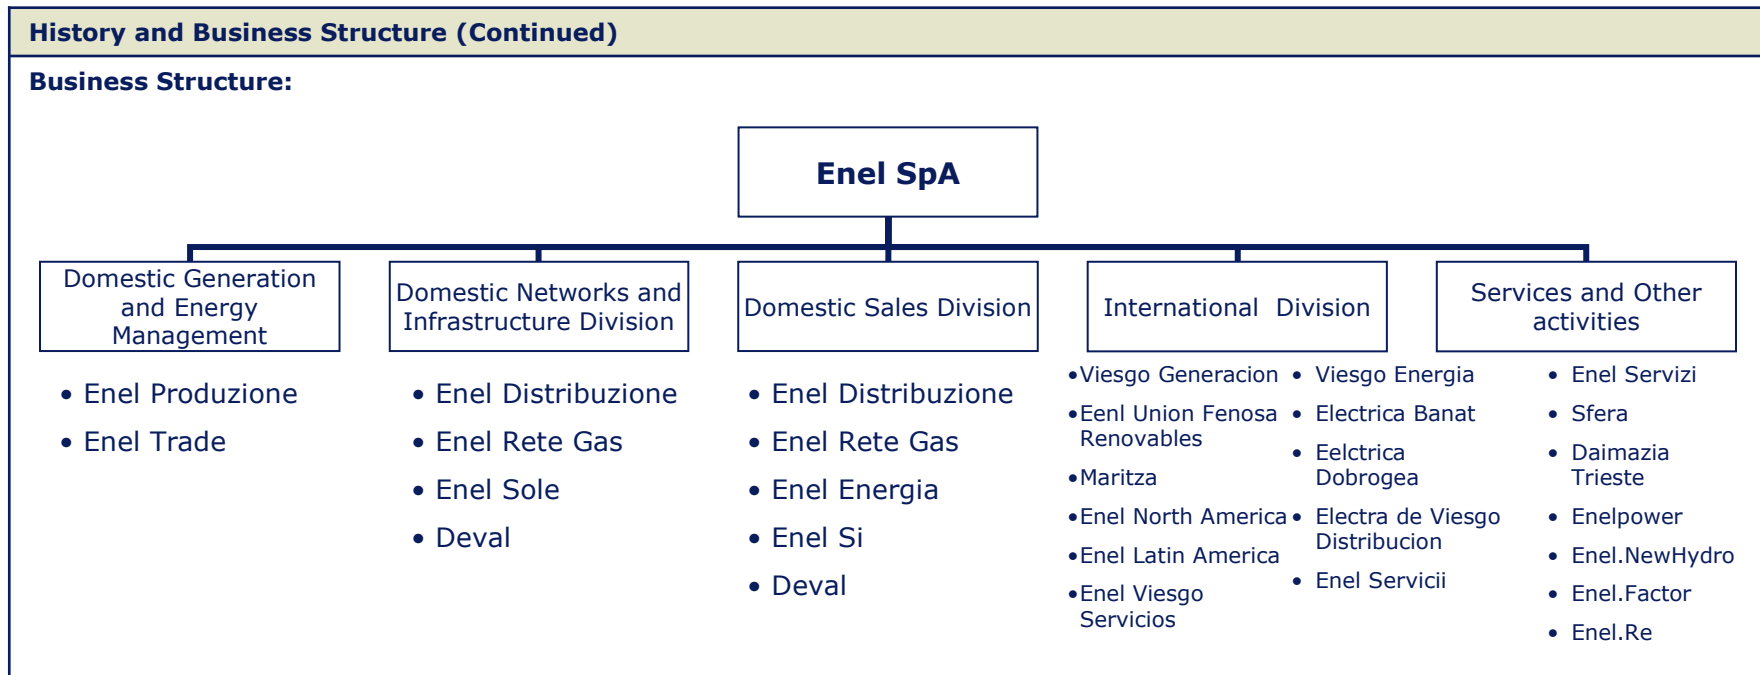 History and Business Structure (Continued)
Business Structure:
Enel SpA
Domestic Generation
and Energy
Management
• Enel Produzione
• Enel Trade
Domestic Networks and
Infrastructure Division
• Enel Distribuzione
• Enel Rete Gas
• Enel Sole
• Deval
Domestic Sales Division
• Enel Distribuzione
• Enel Rete Gas
• Enel Energia
• Enel Si
• Deval
International Division
•Viesgo Generacion
•Eenl Union Fenosa
Renovables
•Maritza
•Enel North America
•Enel Latin America
•Enel Viesgo
Servicios
• Viesgo Energia
• Electrica Banat
• Eelctrica
Dobrogea
• Electra de Viesgo
Distribucion
• Enel Servicii
Services and Other
activities
• Enel Servizi
• Sfera
• Daimazia
Trieste
• Enelpower
• Enel.NewHydro
• Enel.Factor
• Enel.Re